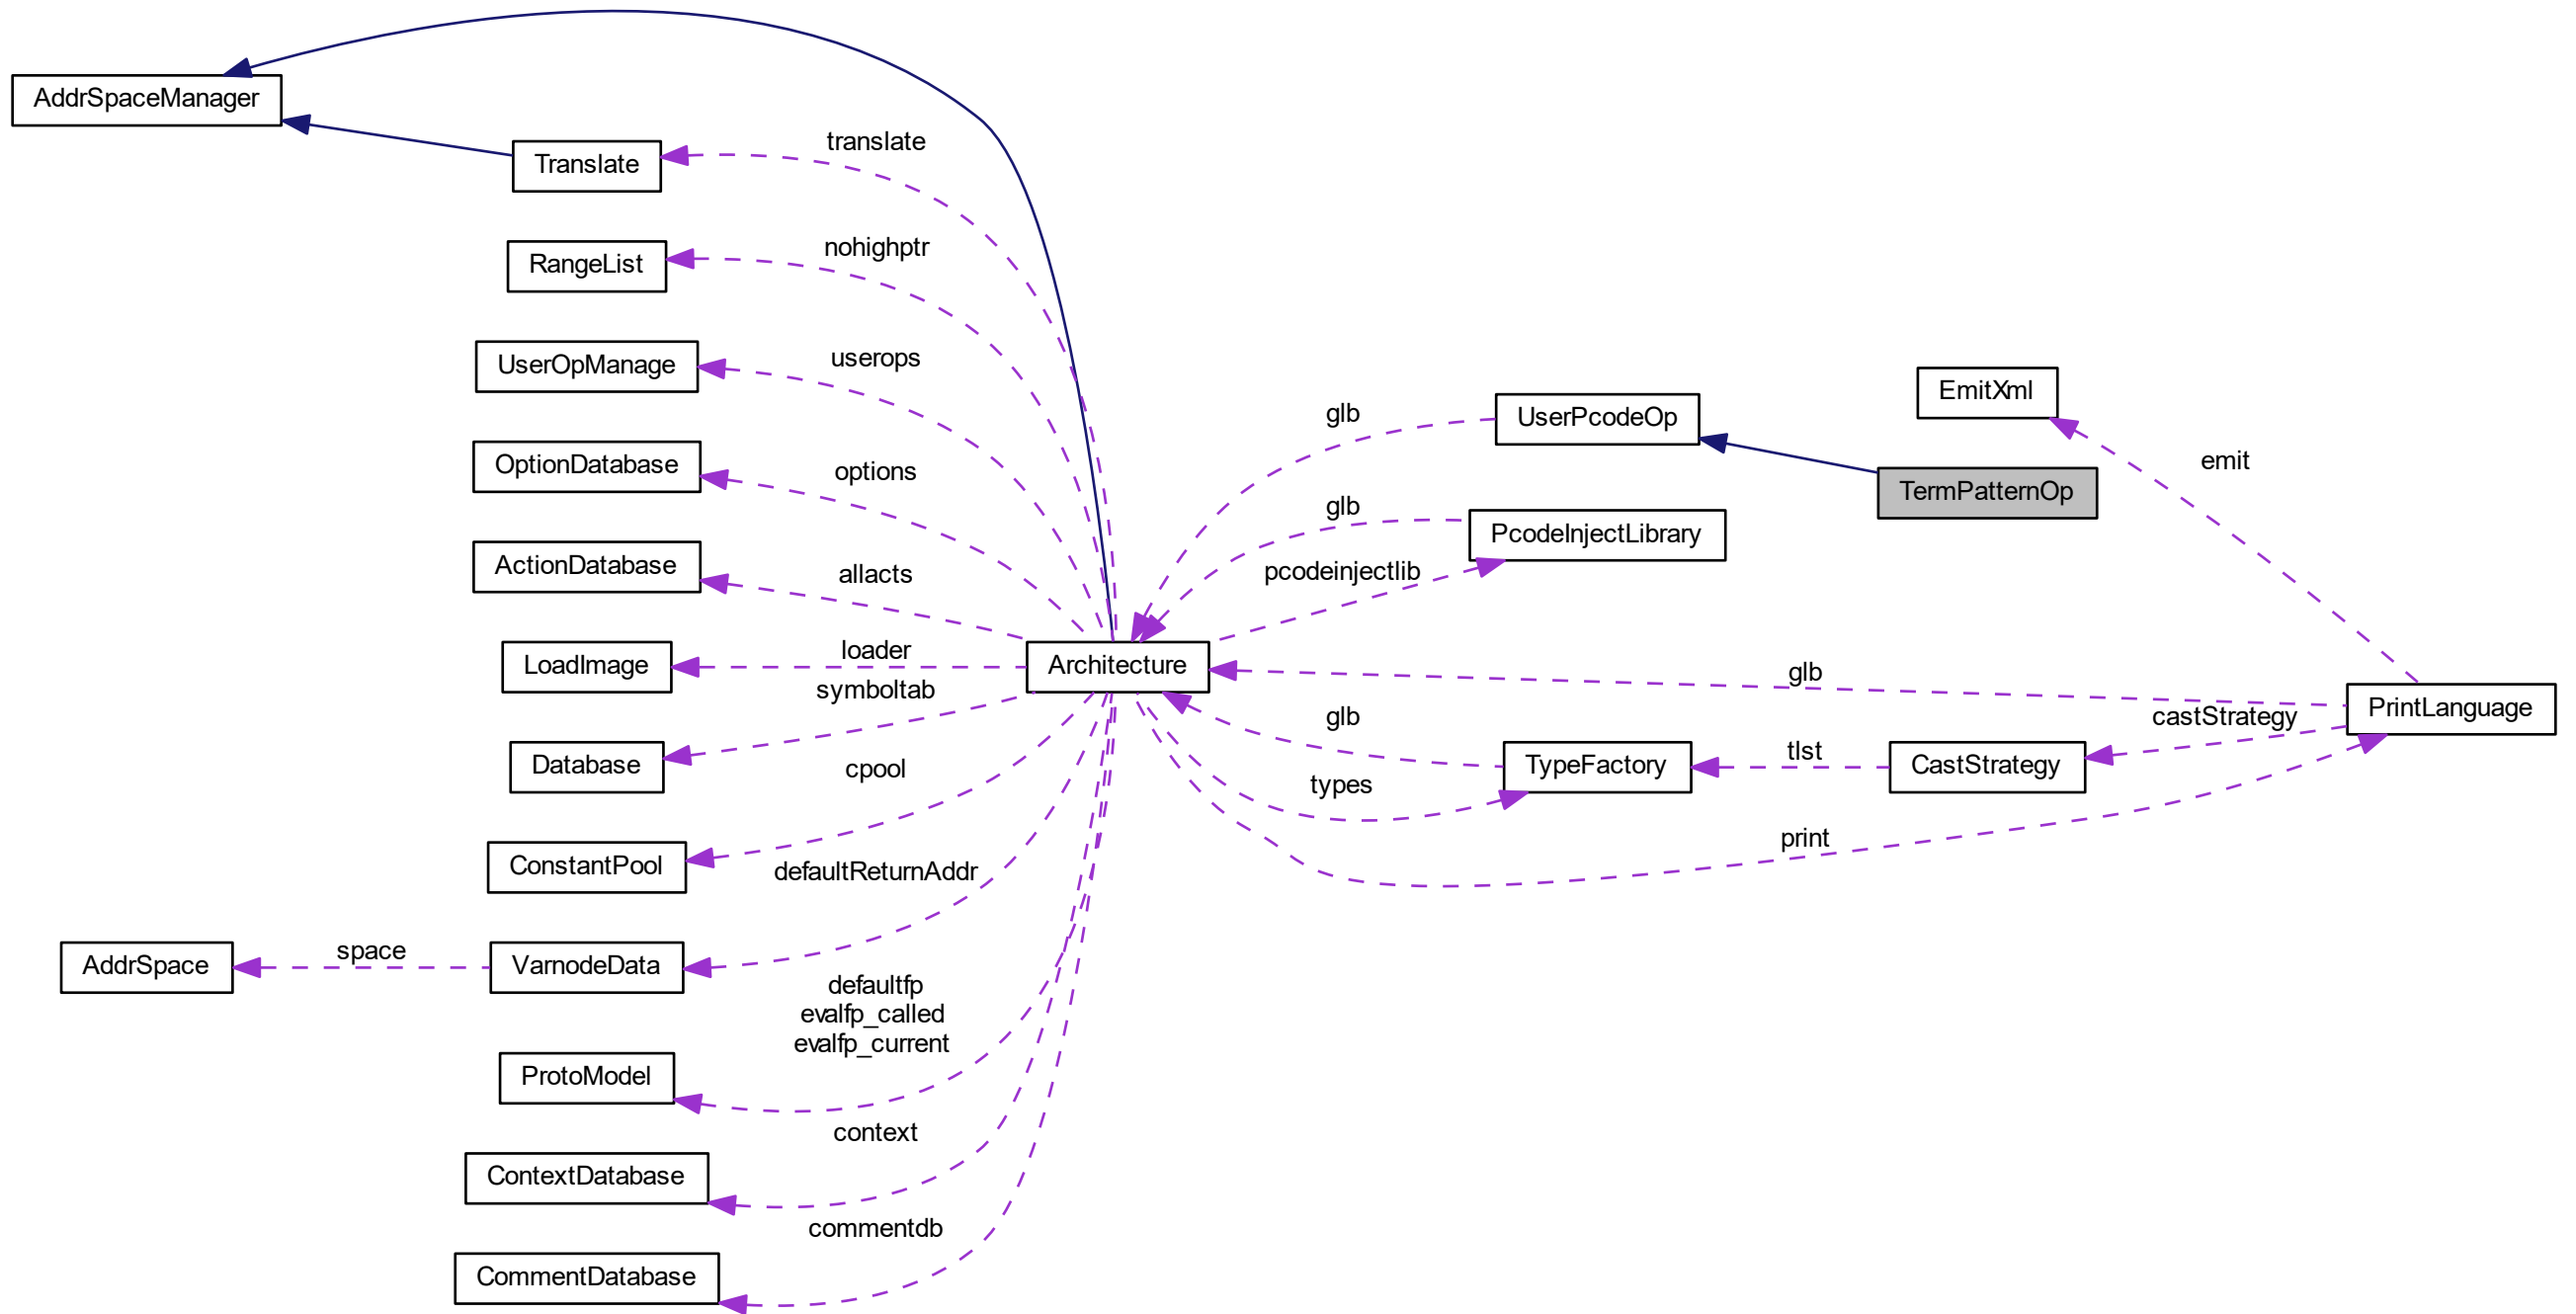 AddrSpaceManager
Translate
translate
RangeList
nohighptr
UserOpManage
userops
OptionDatabase
options
ActionDatabase
allacts
LoadImage
loader
Database
symboltab
ConstantPool
cpool
defaultReturnAddr
AddrSpace
space
VarnodeData
defaultfp
evalfp_called
evalfp_current
ProtoModel
context
ContextDatabase
commentdb
CommentDatabase
Architecture
glb
UserPcodeOp
TermPatternOp
glb
PcodeInjectLibrary
pcodeinjectlib
glb
glb
TypeFactory
types
tlst
CastStrategy
castStrategy
print
EmitXml
emit
PrintLanguage